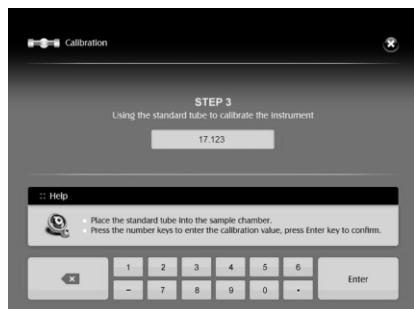 Calibration
STEP 3
Using the standard tube to calibrate the instrument
17.123
:: Help
Place the standard tube into the sample chamber.
Press the number keys to enter the calibration value, press Enter key to confirm.
1 2 3 4 5 6
Enter
- 7 8 9 0 .